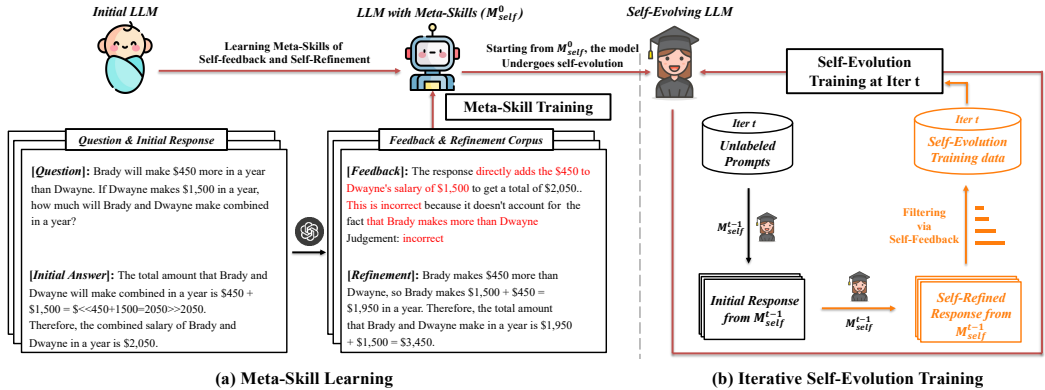 Initial LLM
LLM with Meta-Skills (M⁰self)
Self-Evolving LLM
Learning Meta-Skills of
Self-feedback and Self-Refinement
Starting from M⁰self, the model
Undergoes self-evolution
Self-Evolution
Training at Iter t
Meta-Skill Training
Question & Initial Response
[Question]: Brady will make $450 more in a year
than Dwayne. If Dwayne makes $1,500 in a year,
how much will Brady and Dwayne make combined
in a year?
[Initial Answer]: The total amount that Brady and
Dwayne will make combined in a year is $450 +
$1,500 = $<<450+1500=2050>>2050.
Therefore, the combined salary of Brady and
Dwayne in a year is $2,050.
Feedback & Refinement Corpus
[Feedback]: The response directly adds the $450 to
Dwayne's salary of $1,500 to get a total of $2,050..
This is incorrect because it doesn't account for the
fact that Brady makes more than Dwayne
Judgement: incorrect
[Refinement]: Brady makes $450 more than
Dwayne, so Brady makes $1,500 + $450 =
$1,950 in a year. Therefore, the total amount
that Brady and Dwayne make in a year is $1,950
+ $1,500 = $3,450.
Iter t
Unlabeled
Prompts
Iter t
Self-Evolution
Training data
Mᵗ⁻¹self
Filtering
via
Self-Feedback
Initial Response
from Mᵗ⁻¹self
Mᵗ⁻¹self
Self-Refined
Response from
Mᵗ⁻¹self
(a) Meta-Skill Learning
(b) Iterative Self-Evolution Training